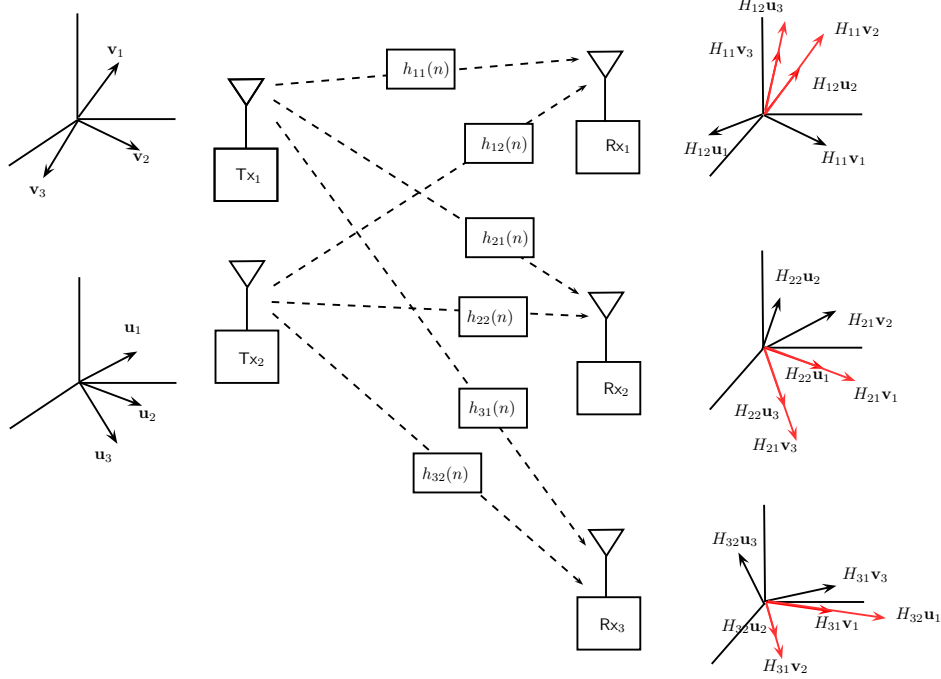 v₁
v₂
v₃
u₁
u₂
u₃
Tx₁
Tx₂
h₁₁(n)
h₁₂(n)
h₂₁(n)
h₂₂(n)
h₃₁(n)
h₃₂(n)
Rx₁
Rx₂
Rx₃
H₁₂u₃
H₁₁v₂
H₁₁v₃
H₁₂u₂
H₁₂u₁
H₁₁v₁
H₂₂u₂
H₂₁v₂
H₂₂u₁
H₂₁v₁
H₂₂u₃
H₂₁v₃
H₃₂u₃
H₃₁v₃
H₃₂u₁
H₃₁v₁
H₃₂u₂
H₃₁v₂